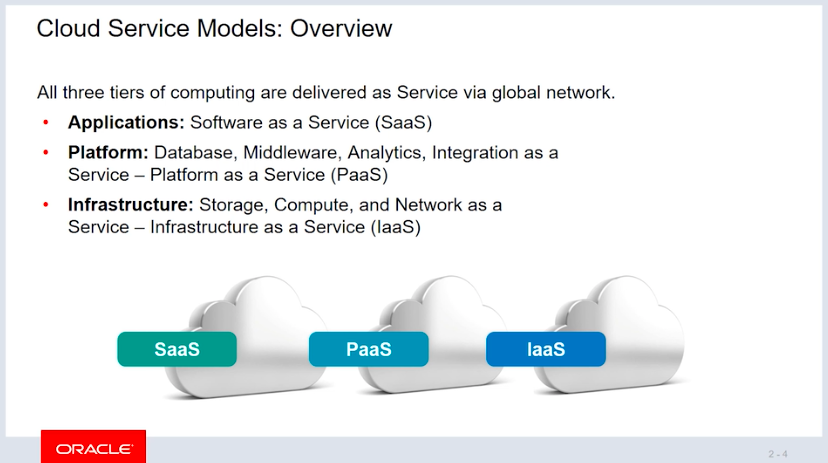 Cloud Service Models: Overview
All three tiers of computing are delivered as Service via global network.
• Applications: Software as a Service (SaaS)
• Platform: Database, Middleware, Analytics, Integration as a
Service – Platform as a Service (PaaS)
• Infrastructure: Storage, Compute, and Network as a
Service – Infrastructure as a Service (IaaS)
SaaS
PaaS
IaaS
ORACLE
2 - 4